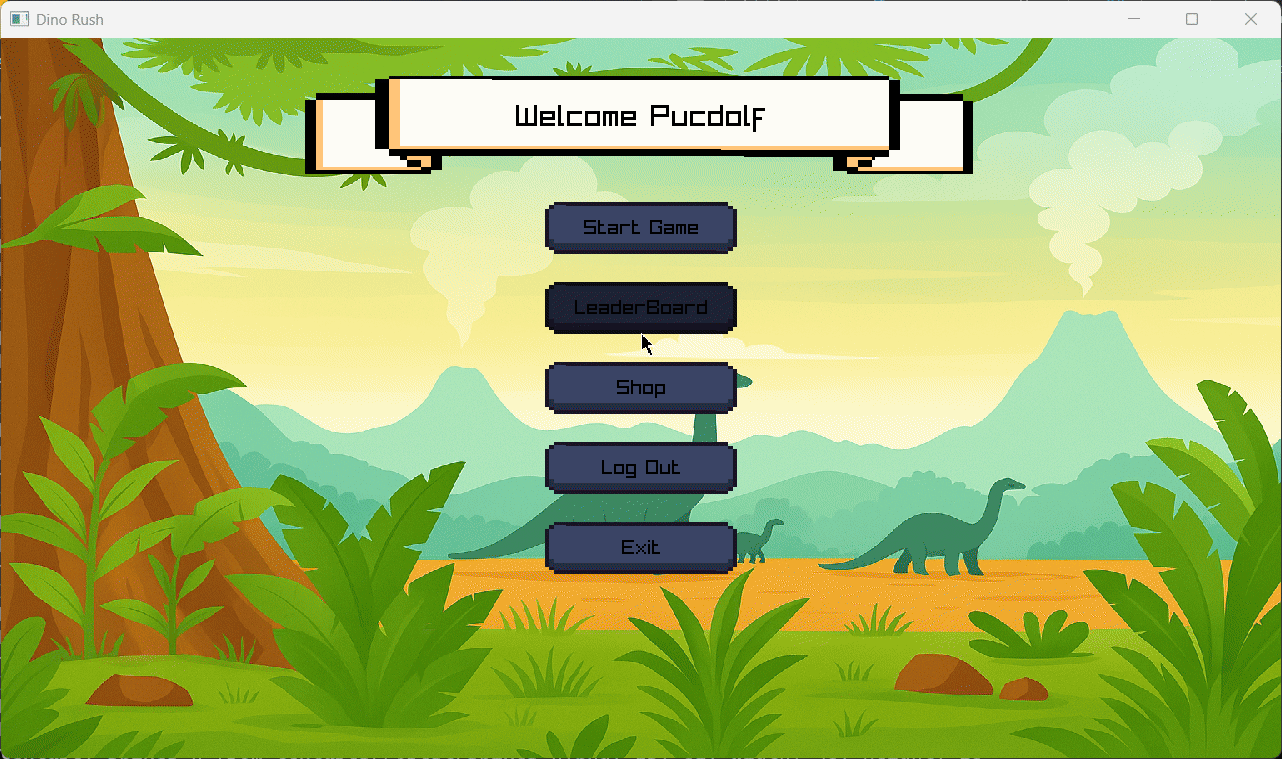 Dino Rush
Welcome Pucdolf
Start Game
LeaderBoard
Shop
Log Out
Exit